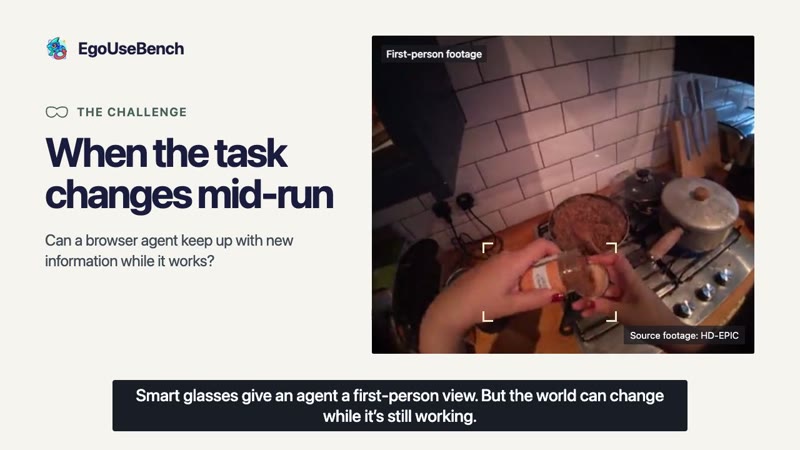 EgoUseBench
THE CHALLENGE
When the task
changes mid-run
Can a browser agent keep up with new
information while it works?
First-person footage
Source footage: HD-EPIC
Smart glasses give an agent a first-person view. But the world can change
while it’s still working.